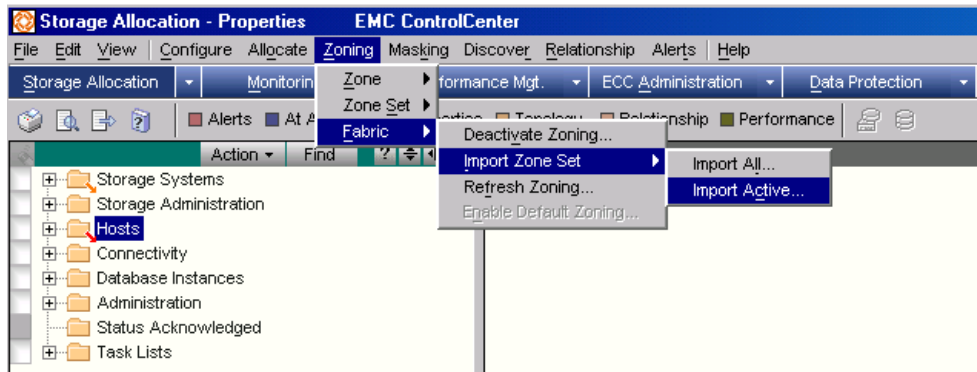 Storage Allocation - Properties EMC ControlCenter
File Edit View Configure Allocate Zoning Masking Discover Relationship Alerts Help
Storage Allocation Monitorin formance Mgt. ECC Administration Data Protection
Zone
Zone Set
Alerts At A Topology Relationship Performance
Fabric
Deactivate Zoning...
Action Find ?
Import Zone Set
Import All...
Storage Systems
Refresh Zoning...
Import Active...
Storage Administration
Enable Default Zoning...
Hosts
Connectivity
Database Instances
Administration
Status Acknowledged
Task Lists